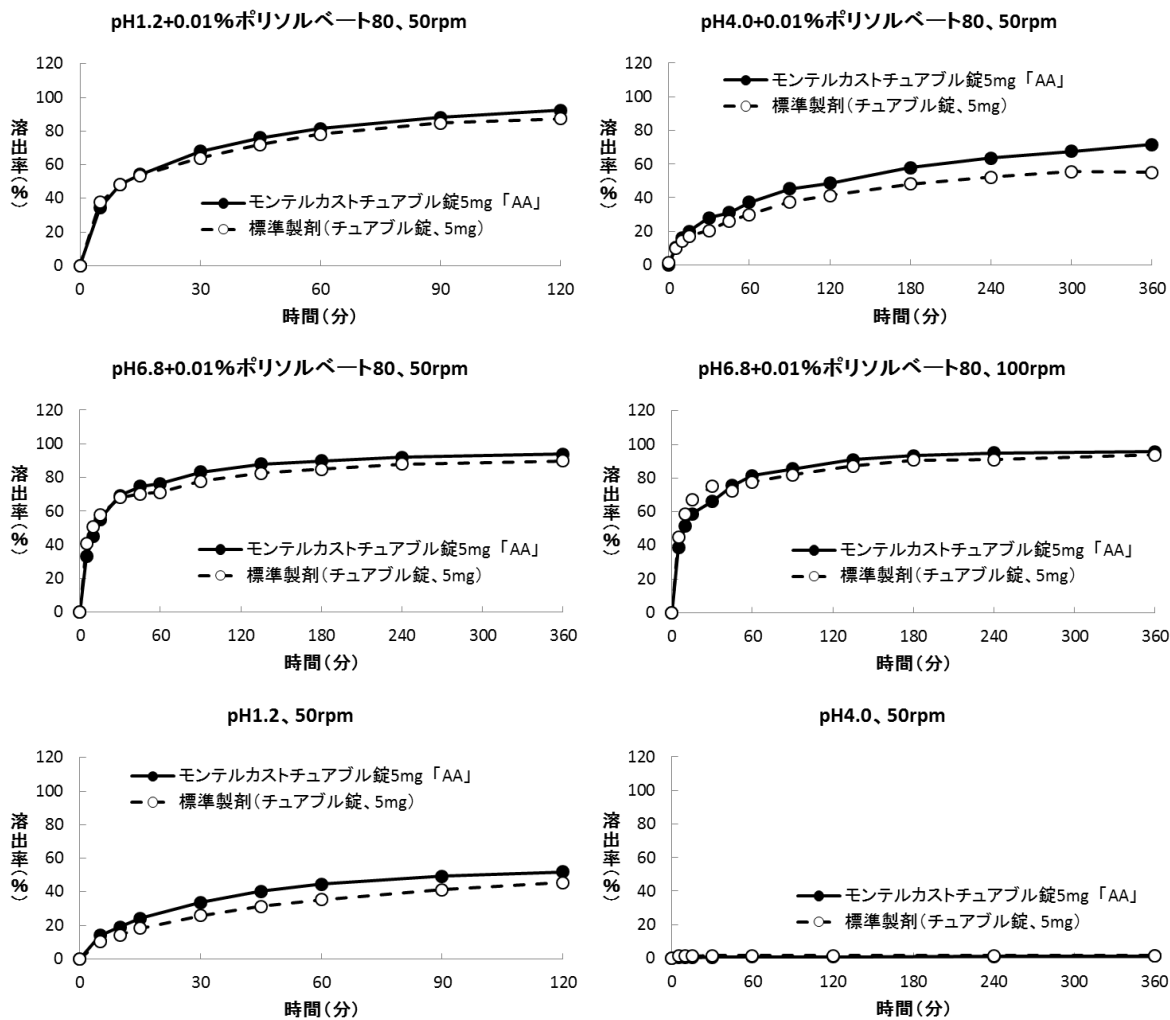 pH1.2+0.01%ポリソルベート80、50rpm
溶出率(%)
120
100
80
60
40
20
0
モンテルカストチュアブル錠5mg「AA」
標準製剤(チュアブル錠、5mg)
0 30 60 90 120
時間(分)
pH4.0+0.01%ポリソルベート80、50rpm
溶出率(%)
120
100
80
60
40
20
0
モンテルカストチュアブル錠5mg「AA」
標準製剤(チュアブル錠、5mg)
0 60 120 180 240 300 360
時間(分)
pH6.8+0.01%ポリソルベート80、50rpm
溶出率(%)
120
100
80
60
40
20
0
モンテルカストチュアブル錠5mg「AA」
標準製剤(チュアブル錠、5mg)
0 60 120 180 240 300 360
時間(分)
pH6.8+0.01%ポリソルベート80、100rpm
溶出率(%)
120
100
80
60
40
20
0
モンテルカストチュアブル錠5mg「AA」
標準製剤(チュアブル錠、5mg)
0 60 120 180 240 300 360
時間(分)
pH1.2、50rpm
溶出率(%)
120
100
80
60
40
20
0
モンテルカストチュアブル錠5mg「AA」
標準製剤(チュアブル錠、5mg)
0 30 60 90 120
時間(分)
pH4.0、50rpm
溶出率(%)
120
100
80
60
40
20
0
モンテルカストチュアブル錠5mg「AA」
標準製剤(チュアブル錠、5mg)
0 60 120 180 240 300 360
時間(分)